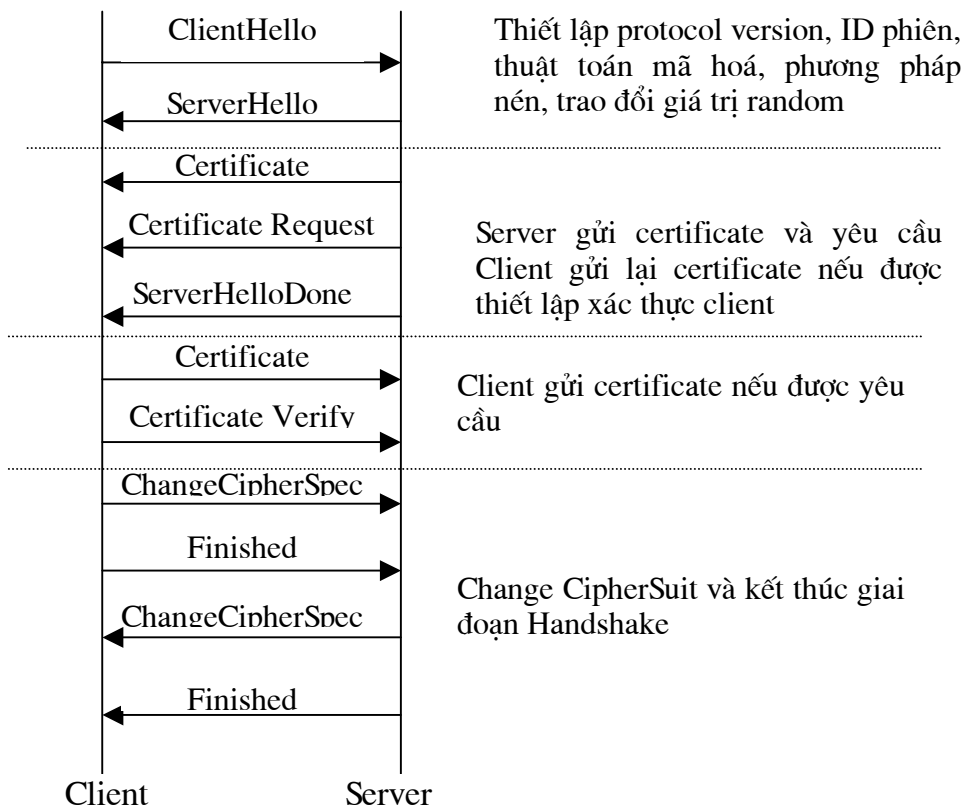 ClientHello
Thiết lập protocol version, ID phiên,
thuật toán mã hoá, phương pháp
nén, trao đổi giá trị random
ServerHello
Certificate
Certificate Request
Server gửi certificate và yêu cầu
Client gửi lại certificate nếu được
thiết lập xác thực client
ServerHelloDone
Certificate
Client gửi certificate nếu được yêu
cầu
Certificate Verify
ChangeCipherSpec
Finished
Change CipherSuit và kết thúc giai
đoạn Handshake
ChangeCipherSpec
Finished
Client
Server